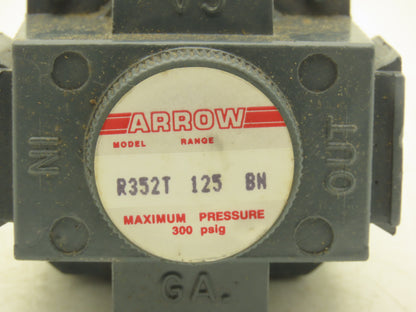 ARROW
MODEL RANGE
R352T 125 BN
MAXIMUM PRESSURE
300 psig
IN
OUT
GA.